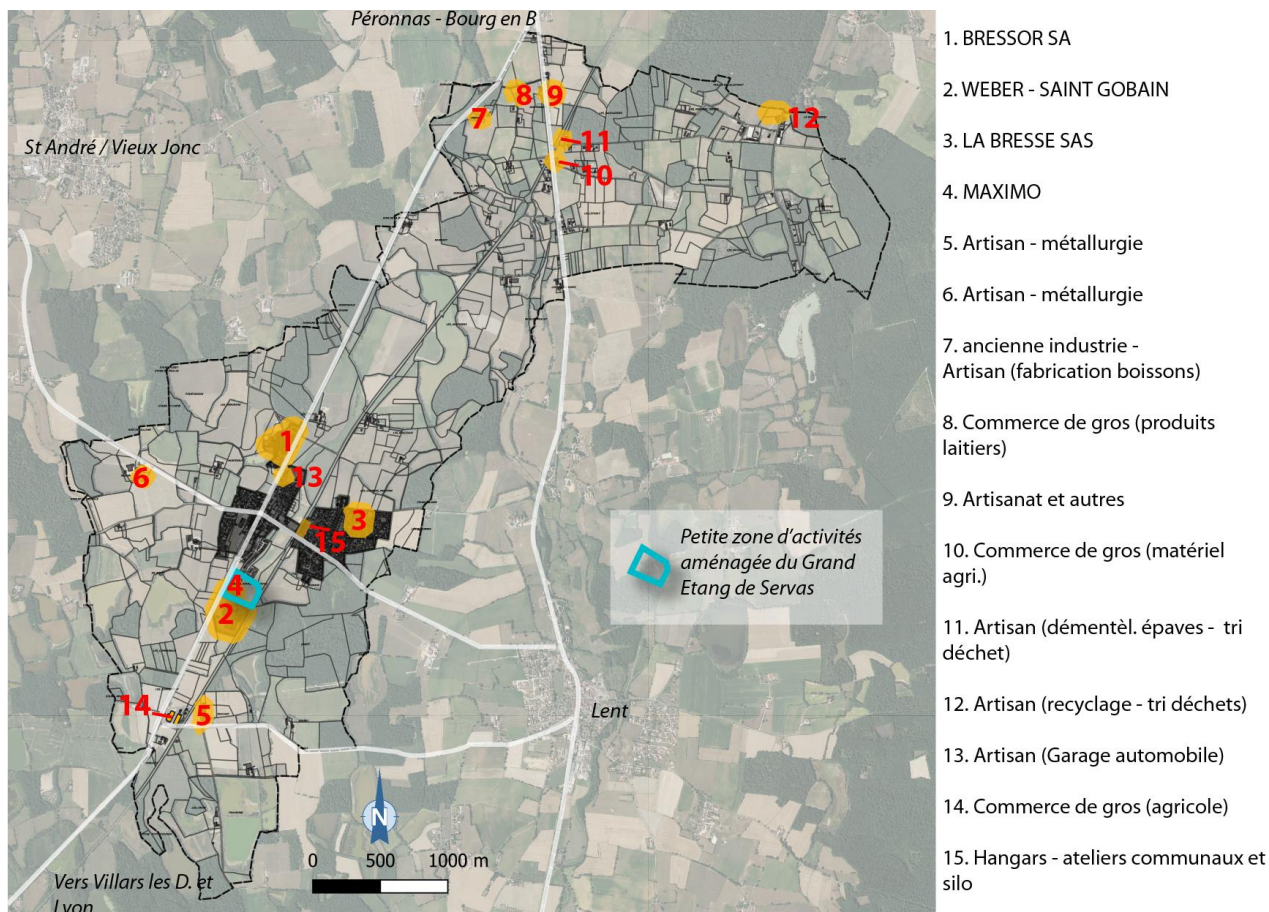 Péronnas - Bourg en B
St André / Vieux Jonc
7
8
9
12
11
10
1
13
6
3
15
4
2
14
5
Petite zone d'activités
aménagée du Grand
Etang de Servas
Lent
N
0 500 1000 m
Vers Villars les D. et
Lyon
1. BRESSOR SA
2. WEBER - SAINT GOBAIN
3. LA BRESSE SAS
4. MAXIMO
5. Artisan - métallurgie
6. Artisan - métallurgie
7. ancienne industrie -
Artisan (fabrication boissons)
8. Commerce de gros (produits
laitiers)
9. Artisanat et autres
10. Commerce de gros (matériel
agri.)
11. Artisan (démentèl. épaves - tri
déchet)
12. Artisan (recyclage - tri déchets)
13. Artisan (Garage automobile)
14. Commerce de gros (agricole)
15. Hangars - ateliers communaux et
silo